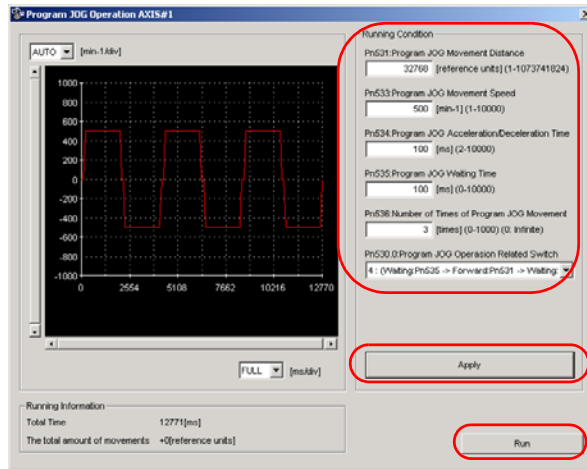 Program JOG Operation AXIS#1
AUTO [min-1/div]
1000
800
600
400
200
0
-200
-400
-600
-800
-1000
0 2554 5108 7662 10216 12770
FULL [ms/div]
Running Information
Total Time 12771[ms]
The total amount of movements +0[reference units]
Running Condition
Pn531:Program JOG Movement Distance
32768 [reference units] (1-1073741824)
Pn533:Program JOG Movement Speed
500 [min-1] (1-10000)
Pn534:Program JOG Acceleration/Deceleration Time
100 [ms] (2-10000)
Pn535:Program JOG Waiting Time
100 [ms] (0-10000)
Pn536:Number of Times of Program JOG Movement
3 [times] (0-1000) (0: Infinite)
Pn530.0:Program JOG Operasion Related Switch
4 : (Waiting:Pn535 -> Forward:Pn531 -> Waiting:
Apply
Run